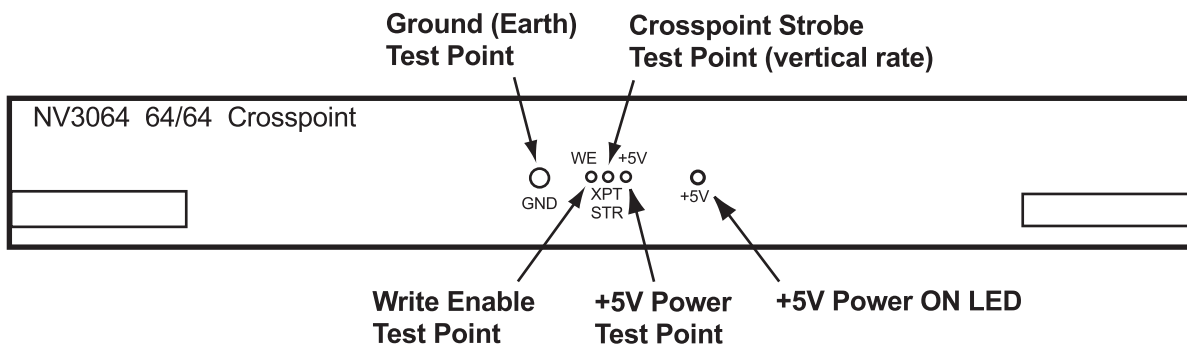 Ground (Earth)
Test Point
Crosspoint Strobe
Test Point (vertical rate)
NV3064 64/64 Crosspoint
WE +5V
GND
XPT
STR
+5V
Write Enable
Test Point
+5V Power
Test Point
+5V Power ON LED